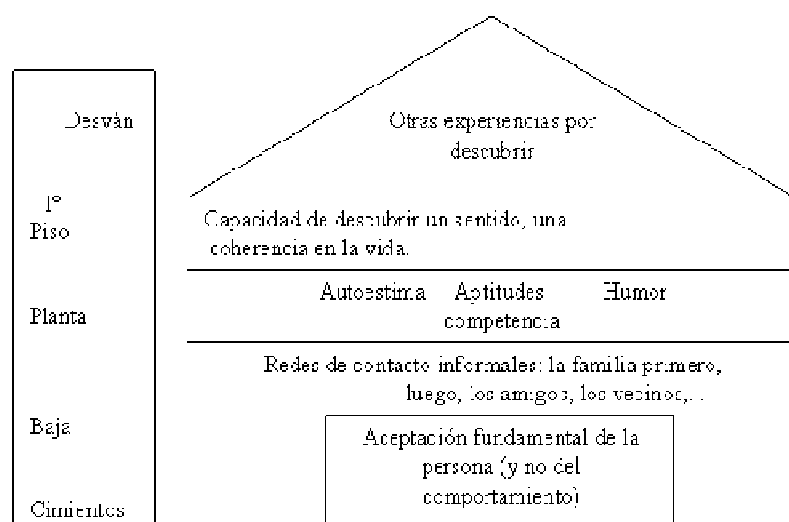 Desván
1º
Piso
Planta
Baja
Cimientos
Otras experiencias por
descubrir
Capacidad de descubrir un sentido, una
coherencia en la vida.
Autoestima Aptitudes Humor
competencia
Redes de contacto informales: la familia primero,
luego, los amigos, los vecinos,...
Aceptación fundamental de la
persona (y no del
comportamiento)